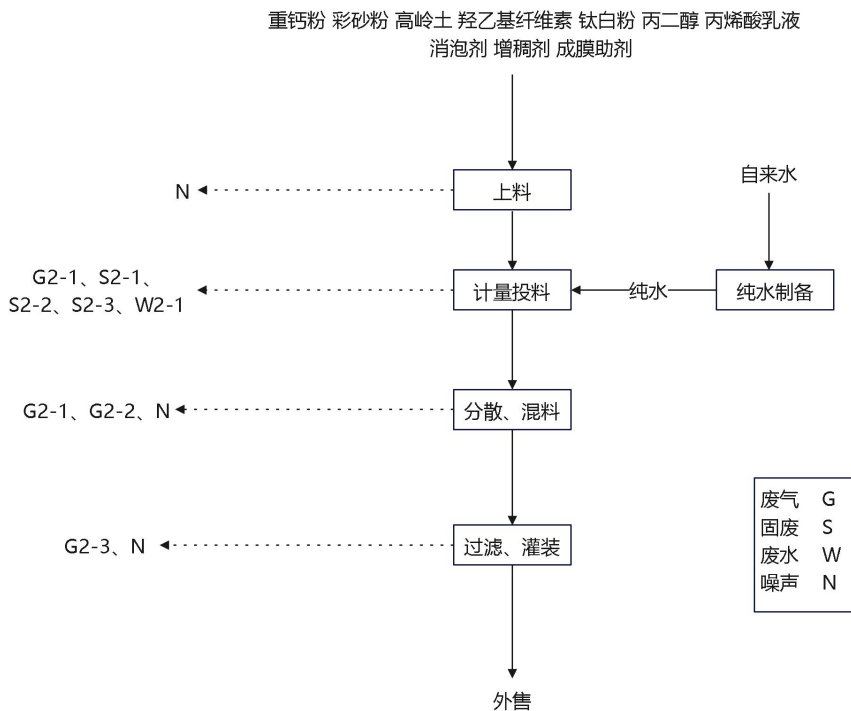 重钙粉 彩砂粉 高岭土 羟乙基纤维素 钛白粉 丙二醇 丙烯酸乳液
消泡剂 增稠剂 成膜助剂
自来水
N
上料
G2-1、S2-1、
S2-2、S2-3、W2-1
计量投料
纯水
纯水制备
G2-1、G2-2、N
分散、混料
废气 G
固废 S
废水 W
噪声 N
G2-3、N
过滤、灌装
外售